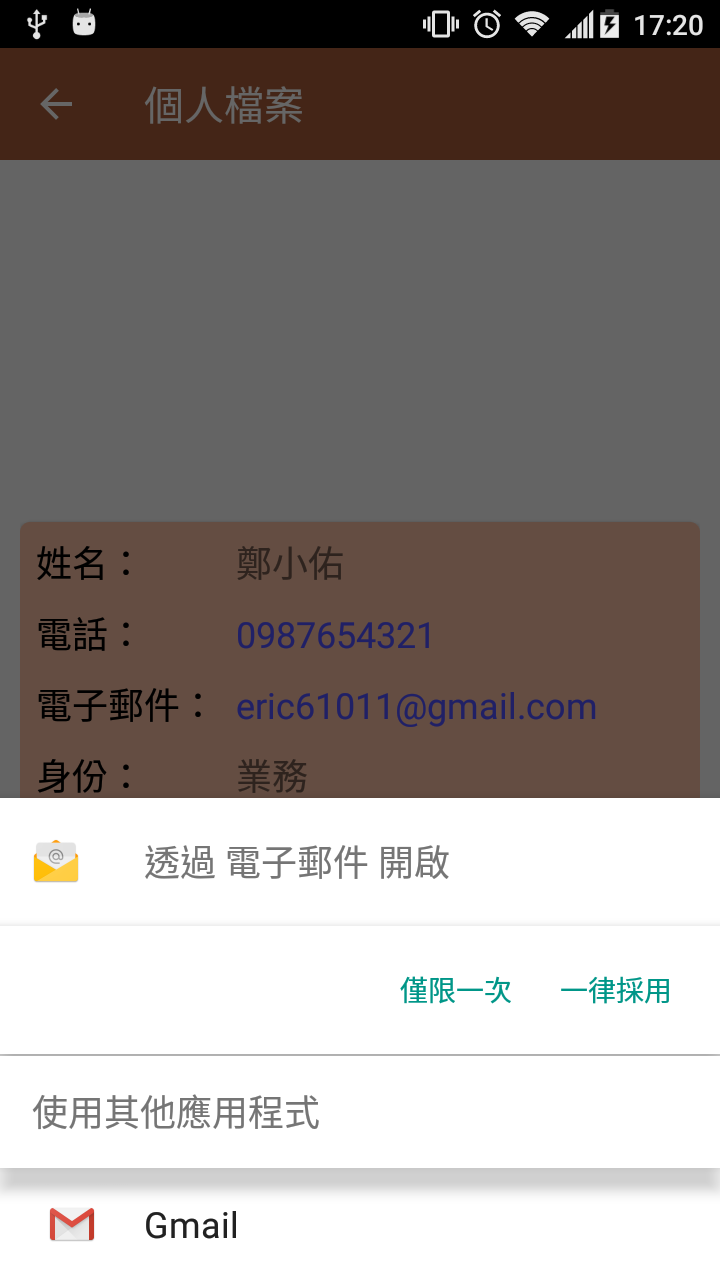 17:20
個人檔案
姓名： 鄭小佑
電話： 0987654321
電子郵件： eric61011@gmail.com
身份： 業務
@
透過 電子郵件 開啟
僅限一次 一律採用
使用其他應用程式
Gmail